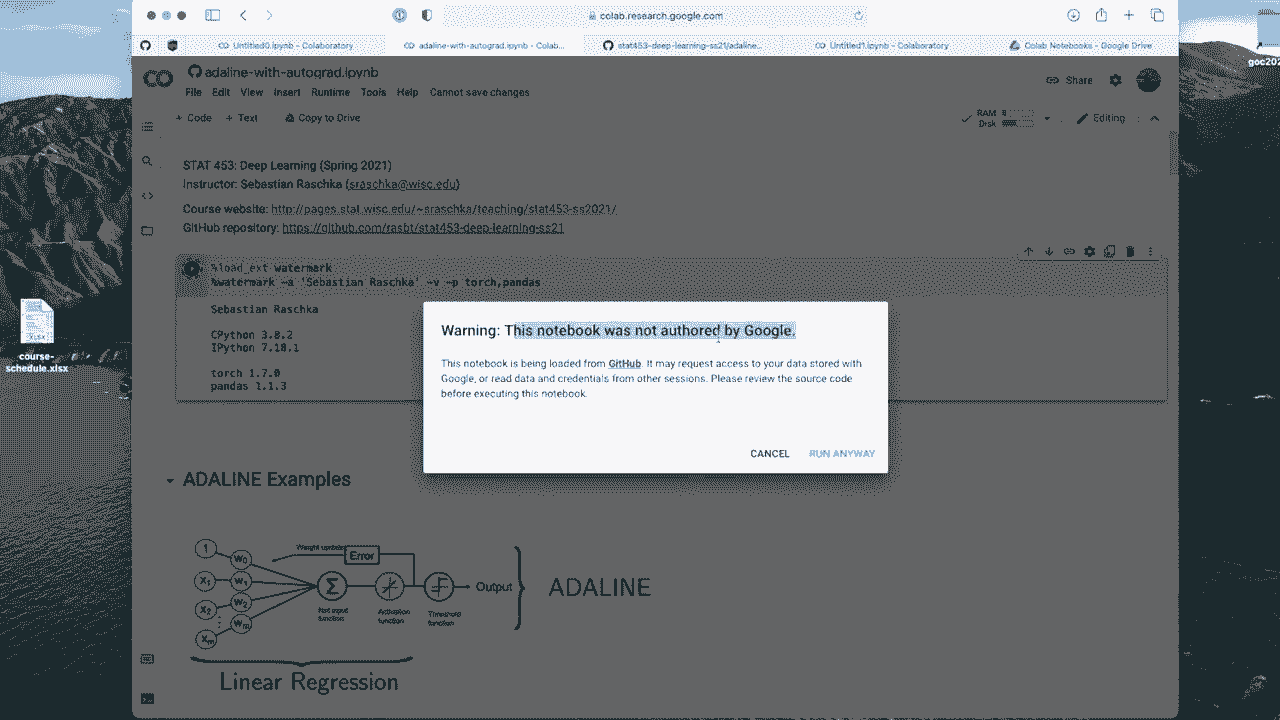 colab.research.google.com
Untitled0.ipynb - Colaboratory
adaline-with-autograd.ipynb - Colab...
stat453-deep-learning-ss21/adaline...
Untitled1.ipynb - Colaboratory
Colab Notebooks - Google Drive
goc202
adaline-with-autograd.ipynb
Share
File Edit View Insert Runtime Tools Help Cannot save changes
+ Code + Text Copy to Drive
RAM
Disk
Editing
STAT 453: Deep Learning (Spring 2021)
Instructor: Sebastian Raschka (sraschka@wisc.edu)
Course website: http://pages.stat.wisc.edu/~sraschka/teaching/stat453-ss2021/
GitHub repository: https://github.com/rasbt/stat453-deep-learning-ss21
%load_ext watermark
%watermark -a 'Sebastian Raschka' -v -p torch,pandas
Sebastian Raschka
CPython 3.8.2
IPython 7.18.1
torch 1.7.0
pandas 1.1.3
Warning: This notebook was not authored by Google.
This notebook is being loaded from GitHub. It may request access to your data stored with
Google, or read data and credentials from other sessions. Please review the source code
before executing this notebook.
CANCEL RUN ANYWAY
course-
schedule.xlsx
XLSX
ADALINE Examples
1
x₁
x₂
xₘ
w₀
w₁
w₂
wₘ
Weight update
Error
Σ
Net input
function
Activation
function
Threshold
function
Output
ADALINE
Linear Regression